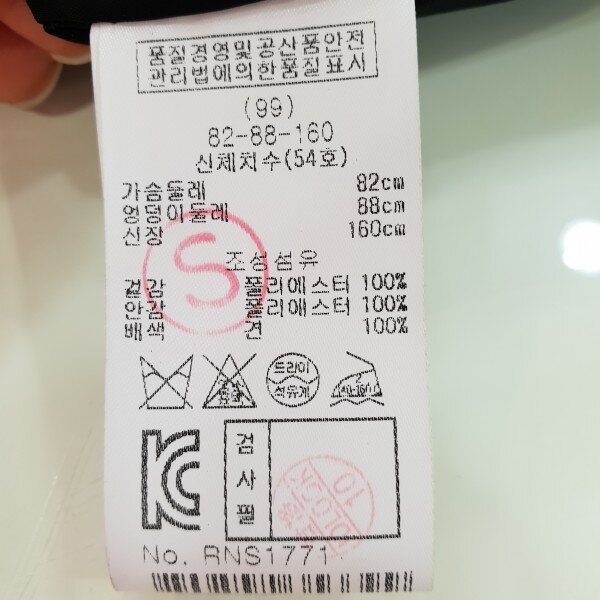 품질경영및공산품안전
관리법에의한품질표시
(99)
82-88-160
신체치수(54호)
가슴둘레 82cm
엉덩이둘레 88cm
신장 160cm
S
조성섬유
겉감 폴리에스터 100%
안감 폴리에스터 100%
배색 견 100%
드라이
석유계
2
KC
검
사
필
10
No. RNS1771